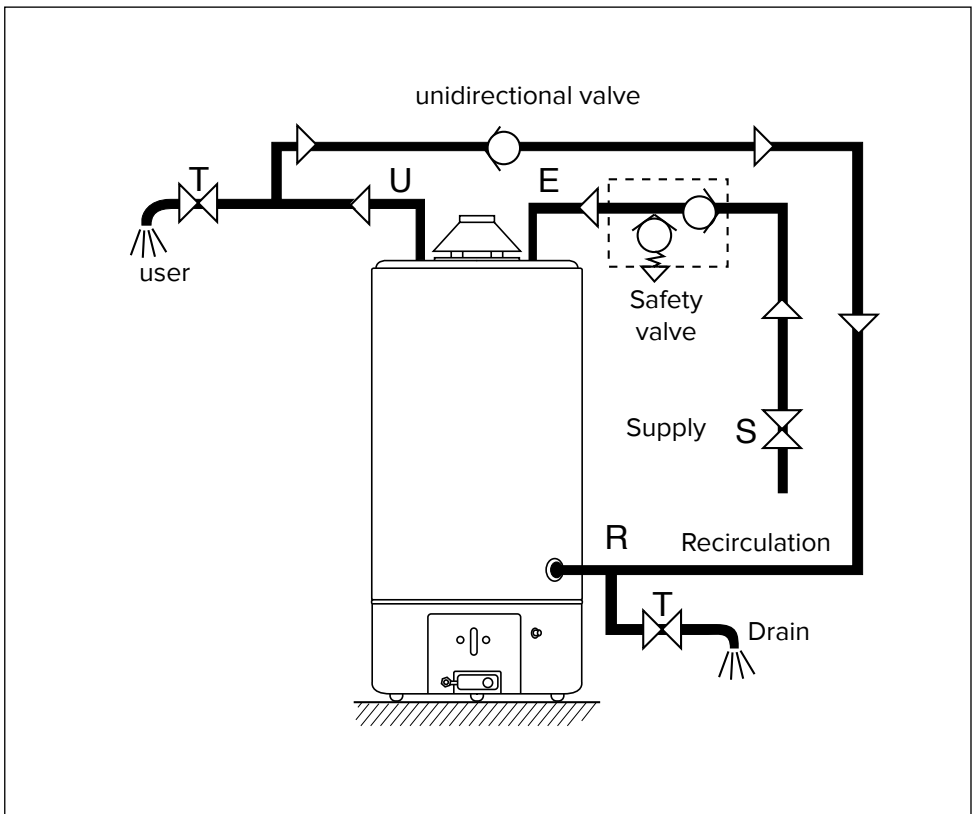 unidirectional valve
T
U
E
user
Safety
valve
Supply
S
R
Recirculation
T
Drain